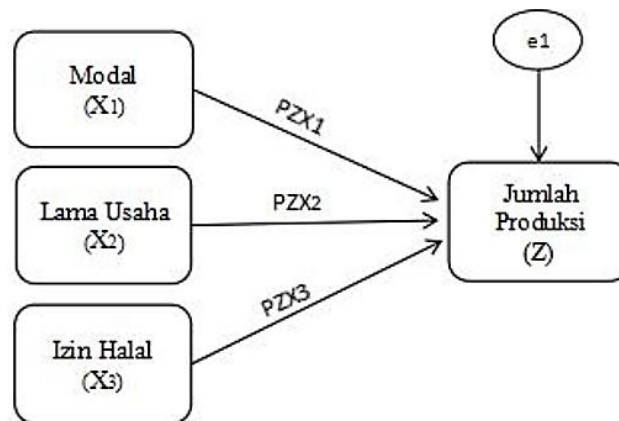 Modal
(X1)
Lama Usaha
(X2)
Izin Halal
(X3)
PZX1
PZX2
PZX3
e1
Jumlah
Produksi
(Z)